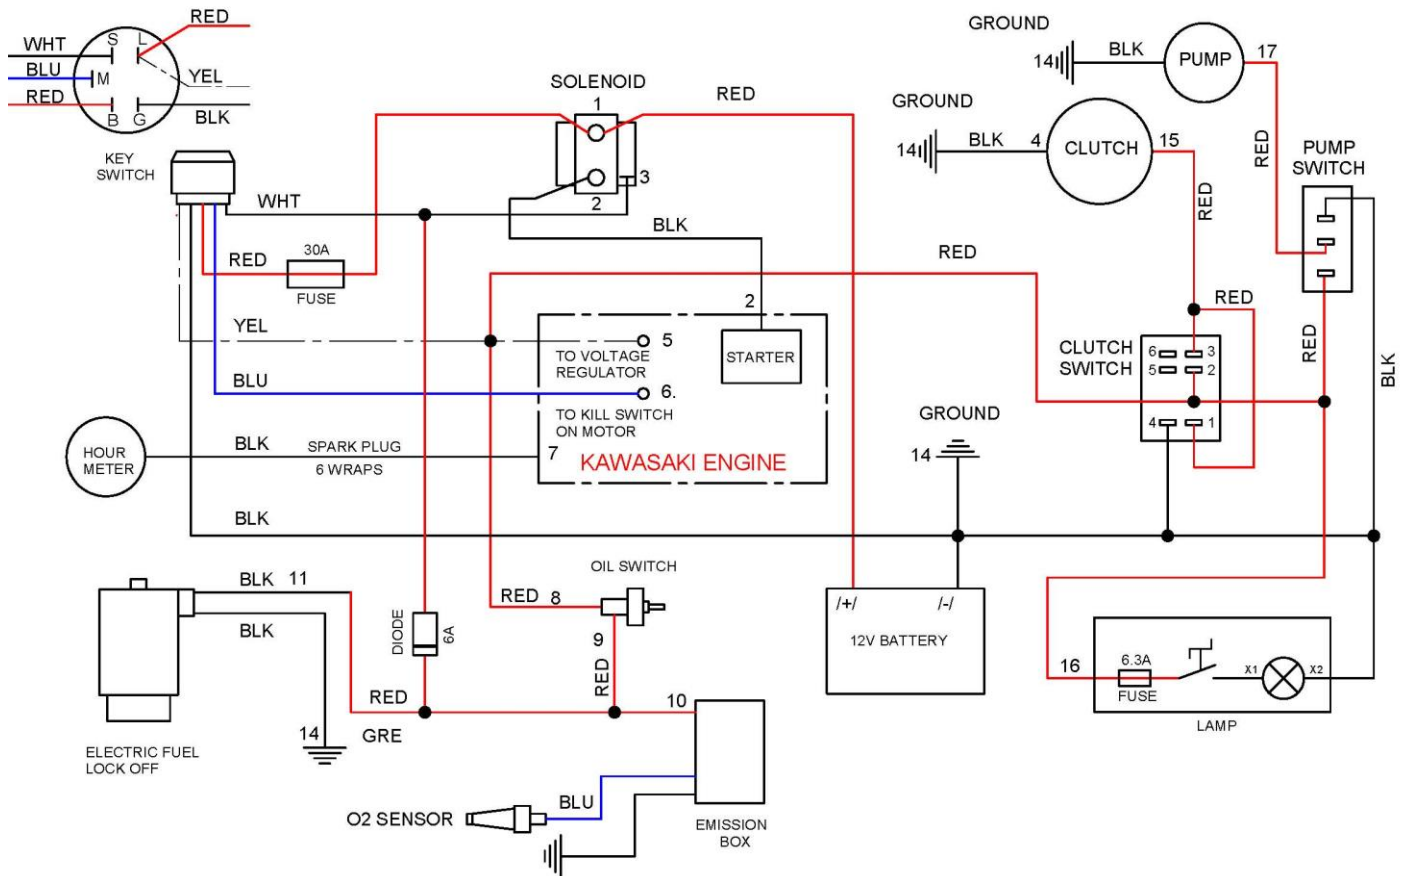 RED
WHT
S
L
BLU
M
YEL
RED
B
G
BLK
KEY
SWITCH
SOLENOID
1
RED
3
2
WHT
BLK
RED
30A
FUSE
YEL
BLU
2
5
TO VOLTAGE
REGULATOR
STARTER
6.
TO KILL SWITCH
ON MOTOR
7
KAWASAKI ENGINE
HOUR
METER
BLK
SPARK PLUG
6 WRAPS
BLK
GROUND
14
BLK
PUMP
17
GROUND
14
BLK
4
CLUTCH
15
RED
RED
PUMP
SWITCH
RED
RED
RED
BLK
CLUTCH
SWITCH
6
3
5
2
4
1
GROUND
14
BLK
11
BLK
14
ELECTRIC FUEL
LOCK OFF
DIODE
6A
RED
GRE
RED
8
OIL SWITCH
9
RED
10
O2 SENSOR
BLU
EMISSION
BOX
/+/
/-/
12V BATTERY
16
6.3A
FUSE
X1
X2
LAMP